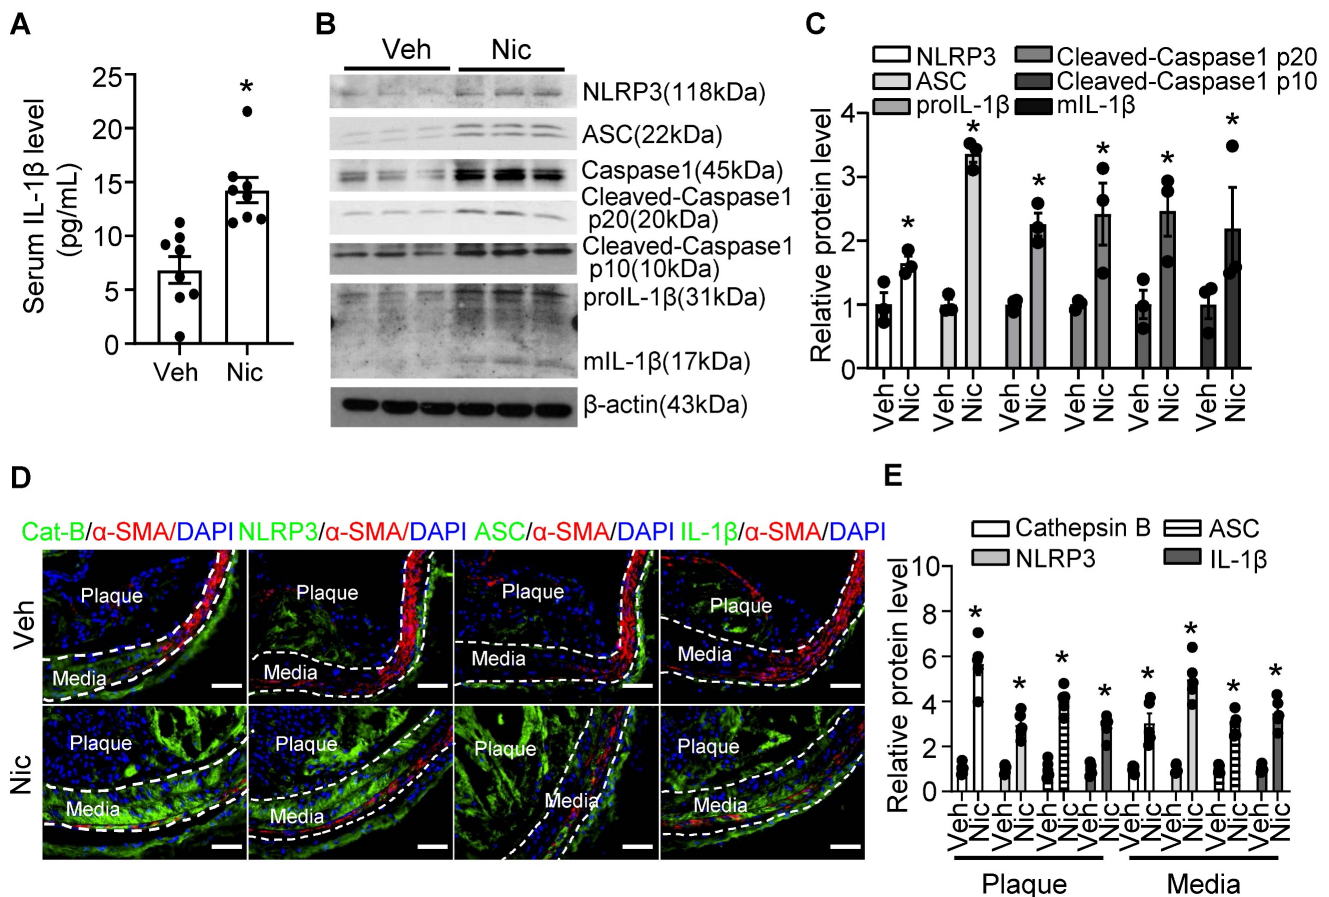 A
Serum IL-1β level
(pg/mL)
25
20
15
10
5
0
*
Veh Nic
B
Veh Nic
NLRP3(118kDa)
ASC(22kDa)
Caspase1(45kDa)
Cleaved-Caspase1
p20(20kDa)
Cleaved-Caspase1
p10(10kDa)
proIL-1β(31kDa)
mIL-1β(17kDa)
β-actin(43kDa)
C
NLRP3 Cleaved-Caspase1 p20
ASC Cleaved-Caspase1 p10
proIL-1β mIL-1β
Relative protein level
4
3
2
1
0
* * * * * *
Veh Nic Veh Nic Veh Nic Veh Nic Veh Nic Veh Nic
D
Cat-B/α-SMA/DAPI NLRP3/α-SMA/DAPI ASC/α-SMA/DAPI IL-1β/α-SMA/DAPI
Veh
Plaque Plaque Plaque Plaque
Media Media Media Media
Nic
Plaque Plaque Plaque Plaque
Media Media Media Media
E
Cathepsin B ASC
NLRP3 IL-1β
Relative protein level
10
8
6
4
2
0
* * * * * * * *
Veh Nic Veh Nic Veh Nic Veh Nic Veh Nic Veh Nic Veh Nic Veh Nic
Plaque Media